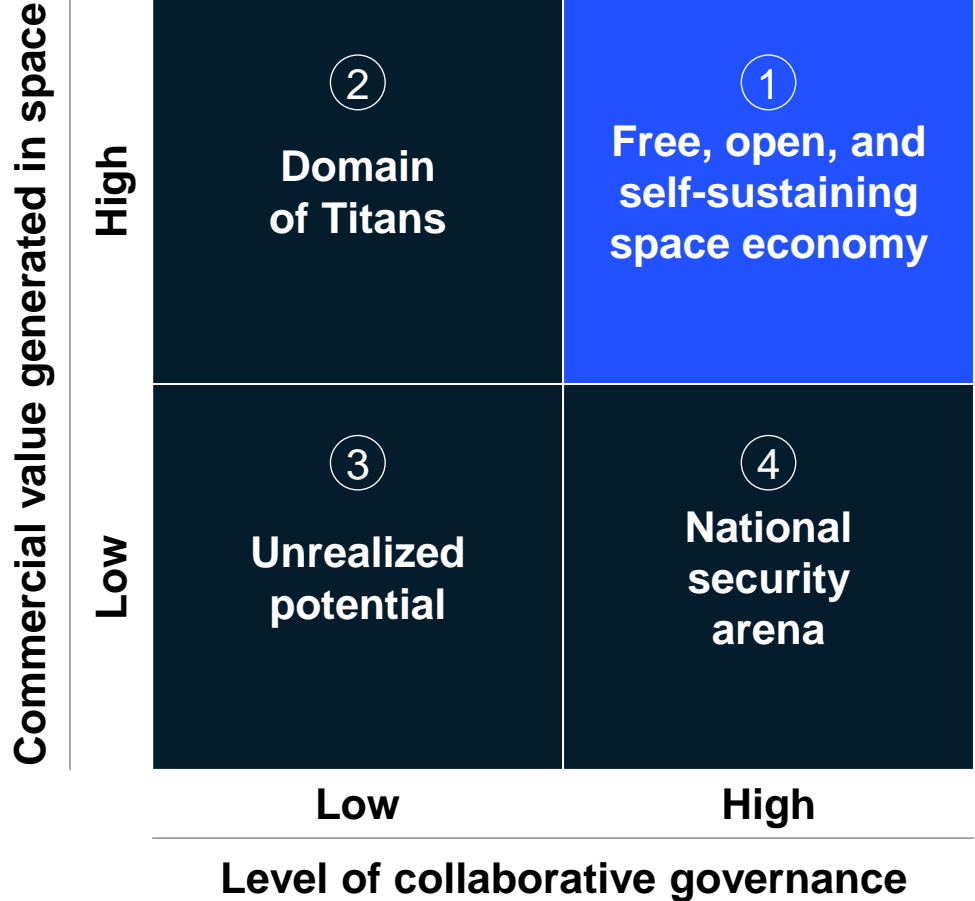 Commercial value generated in space
High
2
Domain
of Titans
1
Free, open, and
self-sustaining
space economy
Low
3
Unrealized
potential
4
National
security
arena
Low
High
Level of collaborative governance